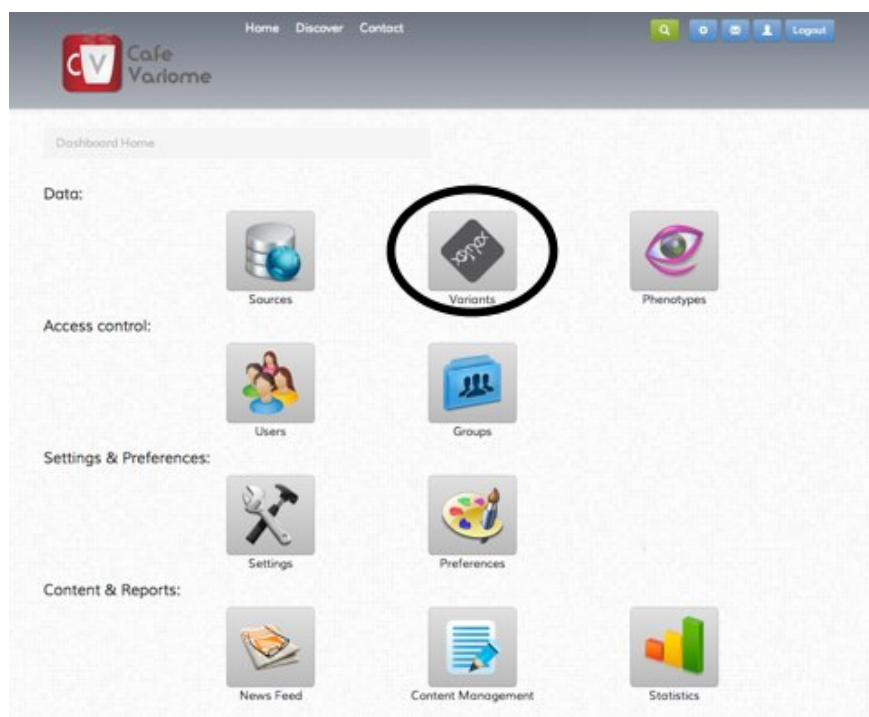 Home Discover Contact
Logout
CV Cafe
Variome
Dashboard Home
Data:
Sources Variants Phenotypes
Access control:
Users Groups
Settings & Preferences:
Settings Preferences
Content & Reports:
News Feed Content Management Statistics